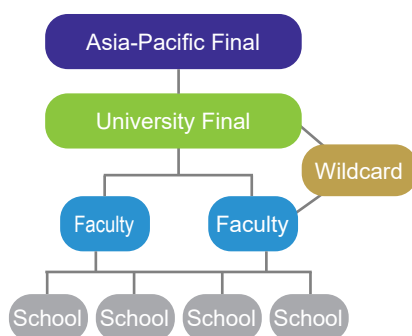 Asia-Pacific Final
University Final
Wildcard
Faculty
Faculty
School
School
School
School